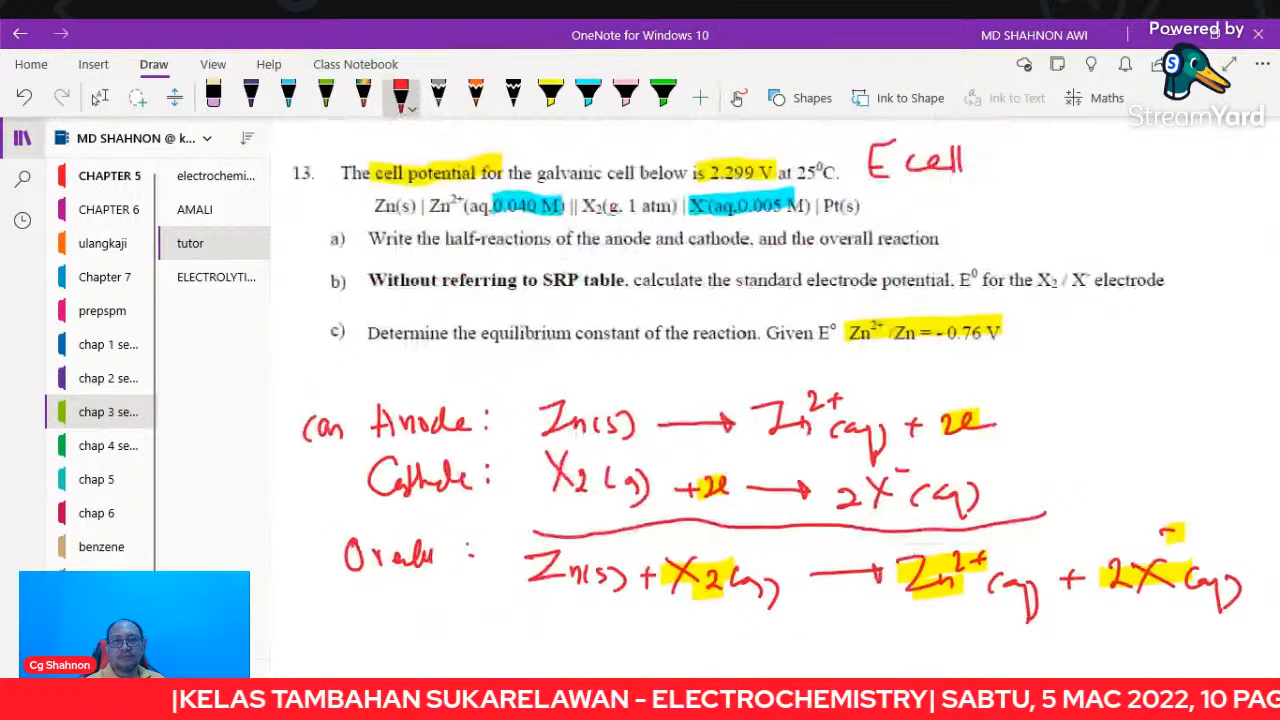 OneNote for Windows 10
MD SHAHNON AWI
Powered by
StreamYard
Home Insert Draw View Help Class Notebook
Shapes Ink to Shape Ink to Text Maths
MD SHAHNON @ k...
CHAPTER 5
CHAPTER 6
ulangkaji
Chapter 7
prepspm
chap 1 se...
chap 2 se...
chap 3 se...
chap 4 se...
chap 5
chap 6
benzene
electrochemi...
AMALI
tutor
ELECTROLYTI...
13. The cell potential for the galvanic cell below is 2.299 V at 25⁰C.
E cell
Zn(s) | Zn²⁺(aq,0.040 M) || X₂(g, 1 atm) | X⁻(aq,0.005 M) | Pt(s)
a) Write the half-reactions of the anode and cathode, and the overall reaction
b) Without referring to SRP table, calculate the standard electrode potential, E⁰ for the X₂ / X⁻ electrode
c) Determine the equilibrium constant of the reaction. Given E° Zn²⁺ /Zn = - 0.76 V
(a) Anode : Zn(s) → Zn²⁺(aq) + 2e
Cathode : X₂(g) + 2e → 2X⁻(aq)
: Zn(s) + X₂(g) → Zn²⁺(aq) + 2X⁻(aq)
Cg Shahnon
|KELAS TAMBAHAN SUKARELAWAN - ELECTROCHEMISTRY| SABTU, 5 MAC 2022, 10 PAG